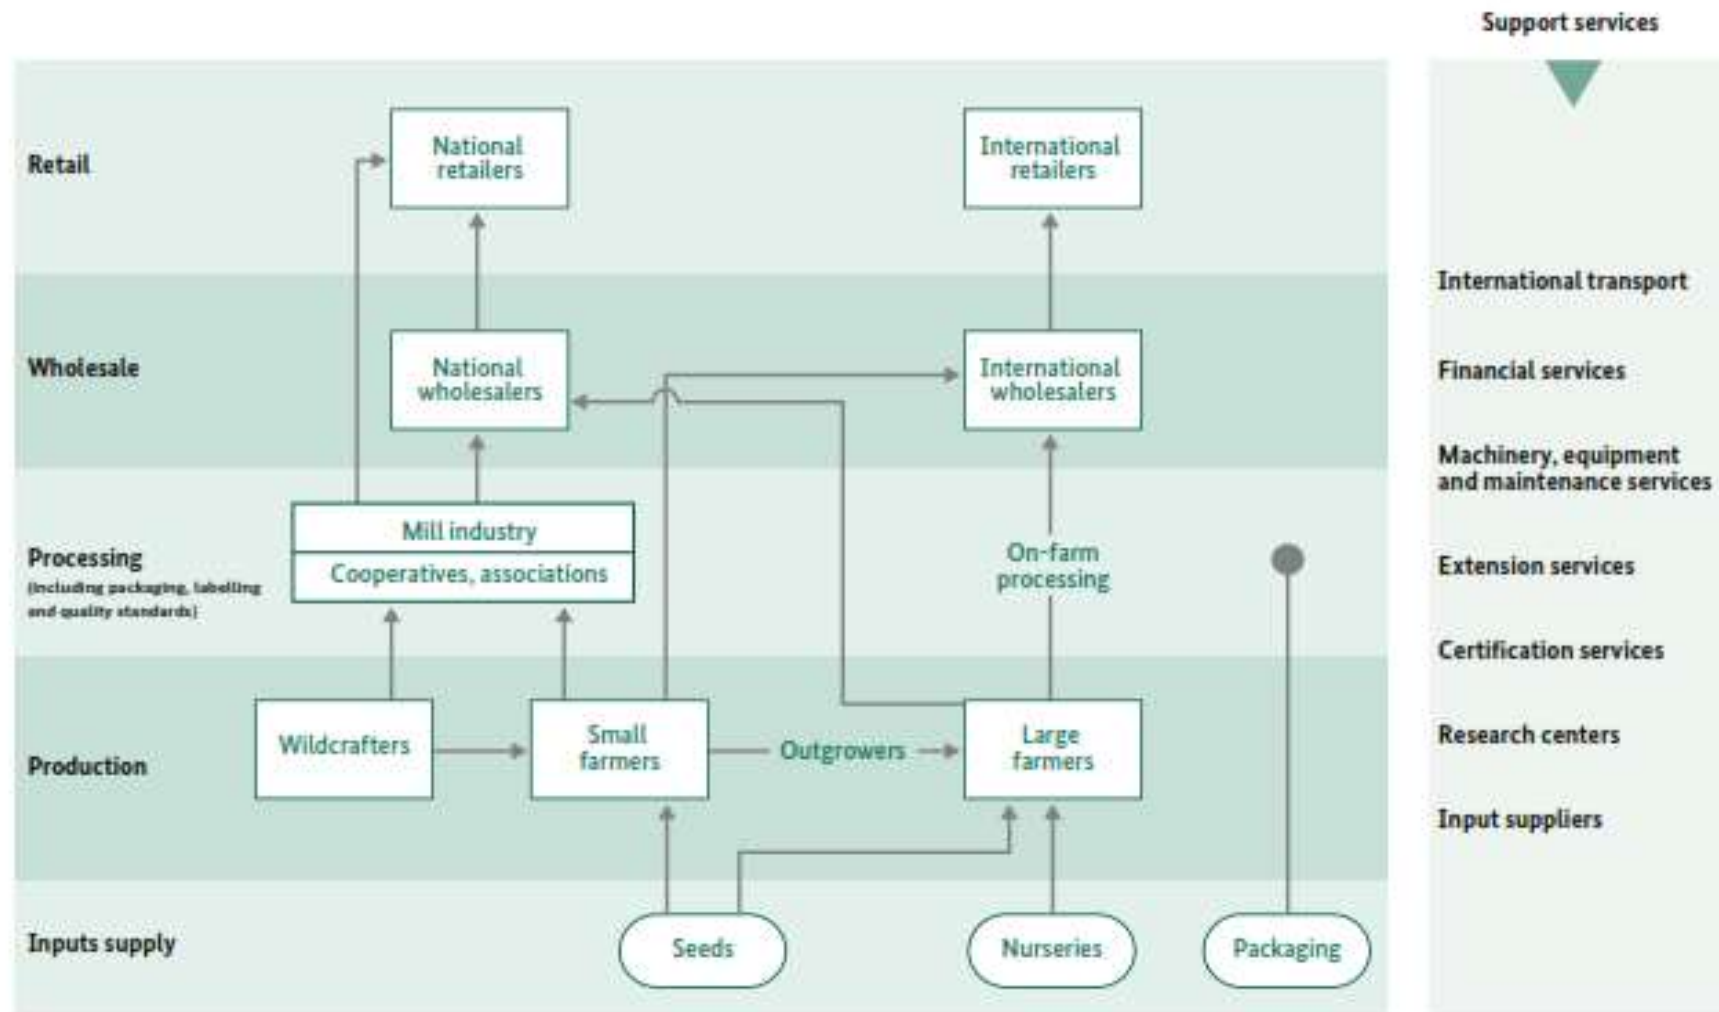 Support services
Retail
National
retailers
International
retailers
Wholesale
National
wholesalers
International
wholesalers
Processing
(including packaging, labelling
and quality standards)
Mill industry
Cooperatives, associations
On-farm
processing
Production
Wildcrafters
Small
farmers
Outgrowers
Large
farmers
Inputs supply
Seeds
Nurseries
Packaging
International transport
Financial services
Machinery, equipment
and maintenance services
Extension services
Certification services
Research centers
Input suppliers